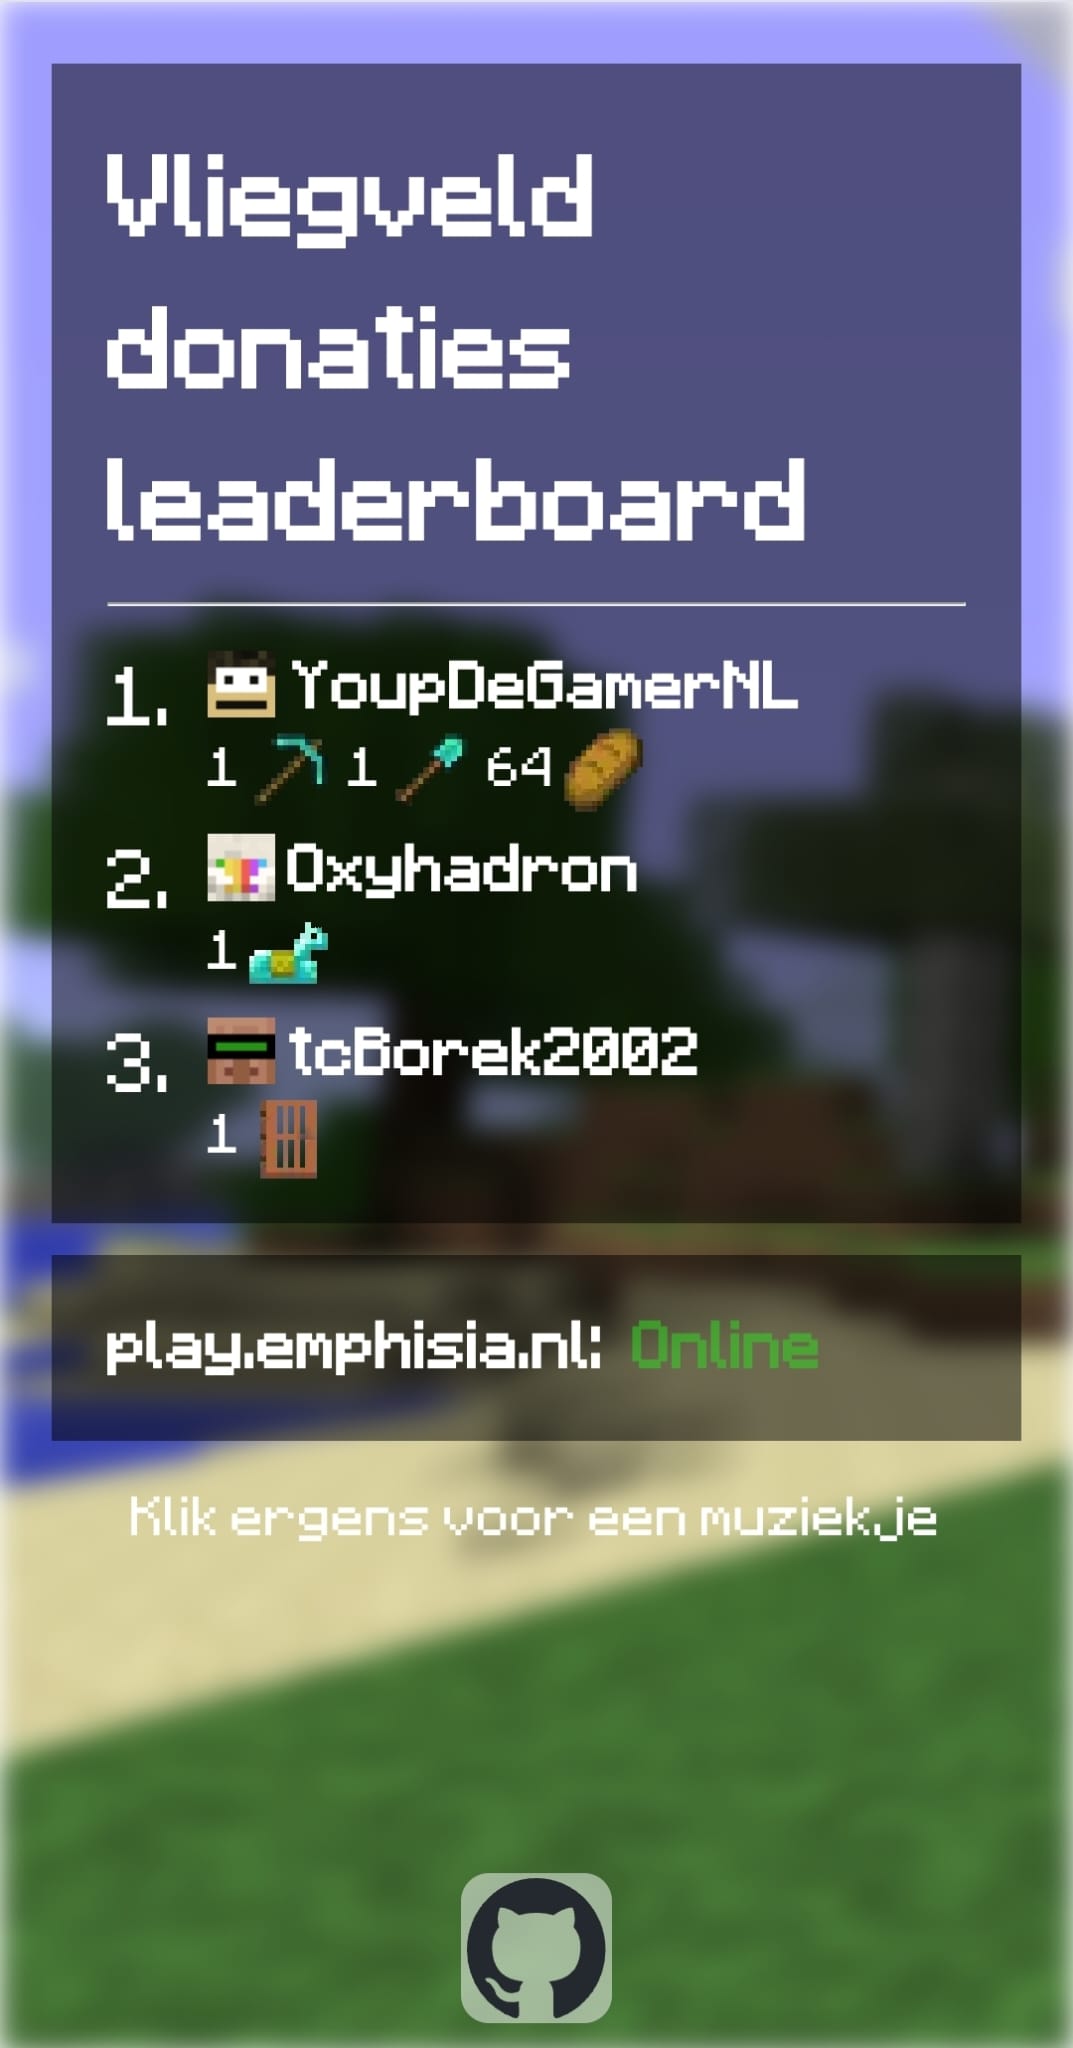 Vliegveld
donaties
leaderboard
1. YoupDeGamerNL
1 1 64
2. Oxyhadron
1
3. tcBorek2002
1
play.emphisia.nl: Online
Klik ergens voor een muziekje